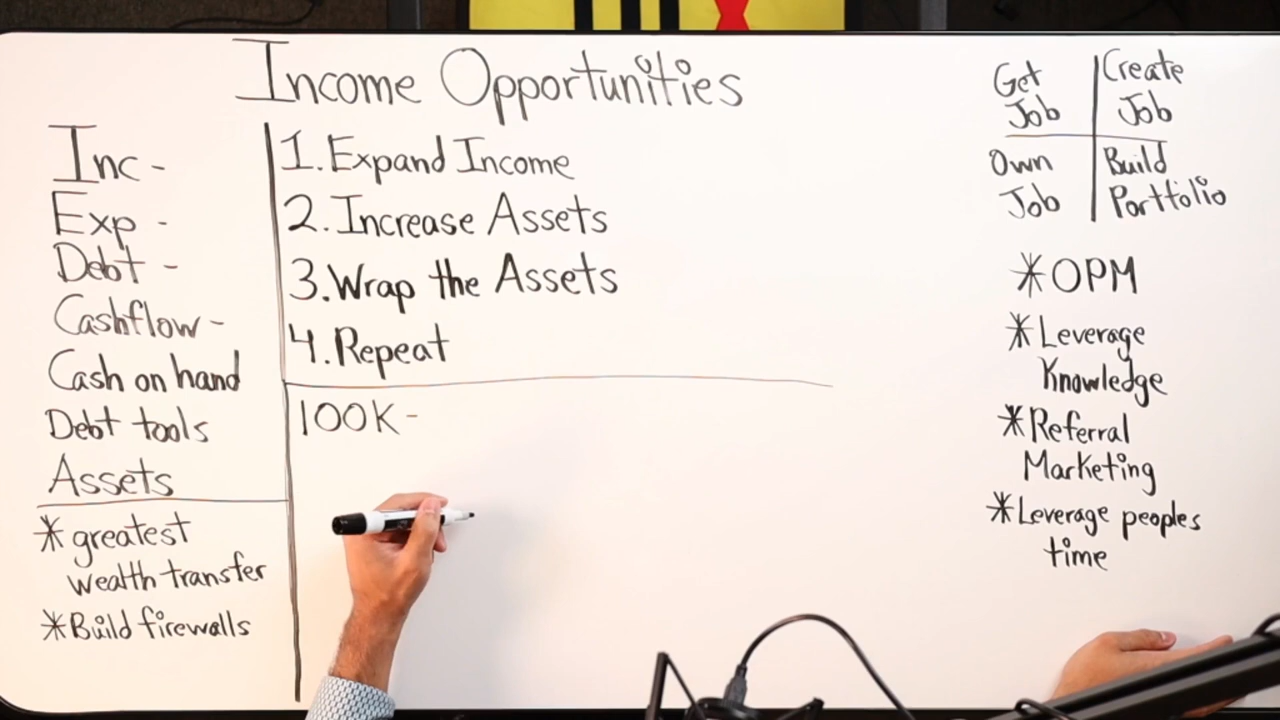 Income Opportunities
Inc -
Exp -
Debt -
Cashflow -
Cash on hand
Debt tools
Assets
* greatest
wealth transfer
* Build firewalls
1. Expand Income
2. Increase Assets
3. Wrap the Assets
4. Repeat
100K -
Get Job
Create Job
Own Job
Build Portfolio
* OPM
* Leverage
Knowledge
* Referral
Marketing
* Leverage peoples
time